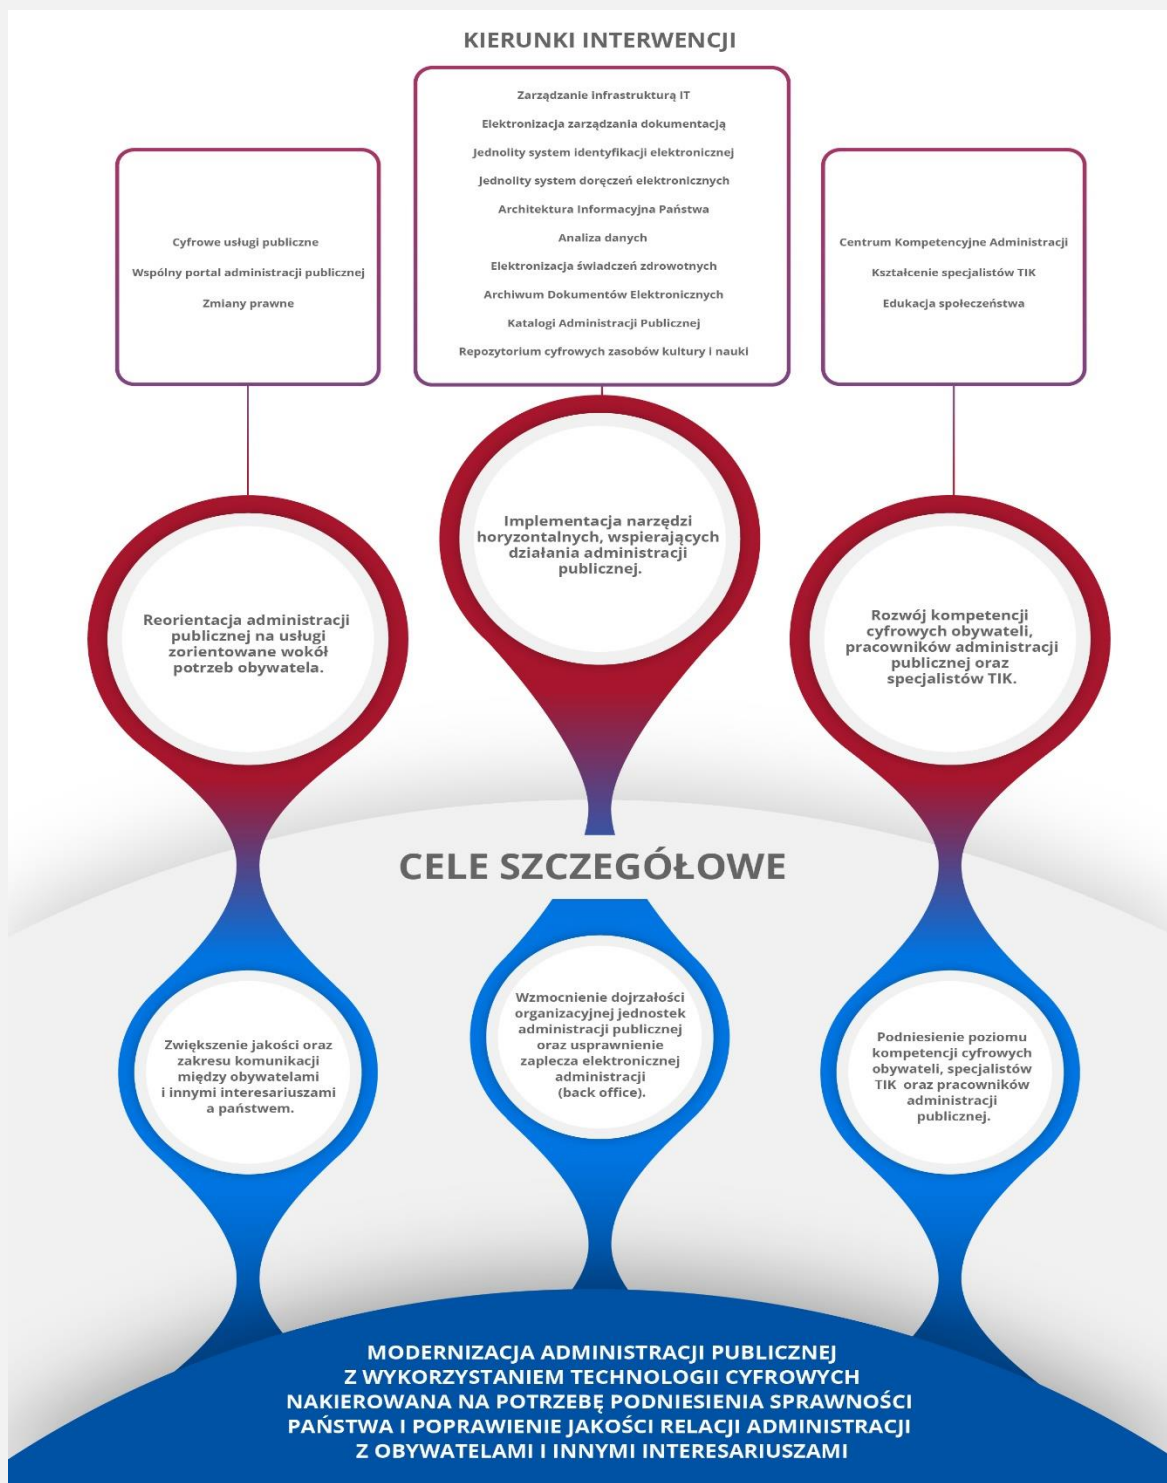 KIERUNKI INTERWENCJI
Cyfrowe usługi publiczne
Wspólny portal administracji publicznej
Zmiany prawne
Zarządzanie infrastrukturą IT
Elektronizacja zarządzania dokumentacją
Jednolity system identyfikacji elektronicznej
Jednolity system doręczeń elektronicznych
Architektura Informacyjna Państwa
Analiza danych
Elektronizacja świadczeń zdrowotnych
Archiwum Dokumentów Elektronicznych
Katalogi Administracji Publicznej
Repozytorium cyfrowych zasobów kultury i nauki
Centrum Kompetencyjne Administracji
Kształcenie specjalistów TIK
Edukacja społeczeństwa
Reorientacja administracji
publicznej na usługi
zorientowane wokół
potrzeb obywatela.
Implementacja narzędzi
horyzontalnych, wspierających
działania administracji
publicznej.
Rozwój kompetencji
cyfrowych obywateli,
pracowników administracji
publicznej oraz
specjalistów TIK.
CELE SZCZEGÓŁOWE
Zwiększenie jakości oraz
zakresu komunikacji
między obywatelami
i innymi interesariuszami
a państwem.
Wzmocnienie dojrzałości
organizacyjnej jednostek
administracji publicznej
oraz usprawnienie
zaplecza elektronicznej
administracji
(back office).
Podniesienie poziomu
kompetencji cyfrowych
obywateli, specjalistów
TIK oraz pracowników
administracji
publicznej.
MODERNIZACJA ADMINISTRACJI PUBLICZNEJ
Z WYKORZYSTANIEM TECHNOLOGII CYFROWYCH
NAKIEROWANA NA POTRZEBĘ PODNIESIENIA SPRAWNOŚCI
PAŃSTWA I POPRAWIENIE JAKOŚCI RELACJI ADMINISTRACJI
Z OBYWATELAMI I INNYMI INTERESARIUSZAMI